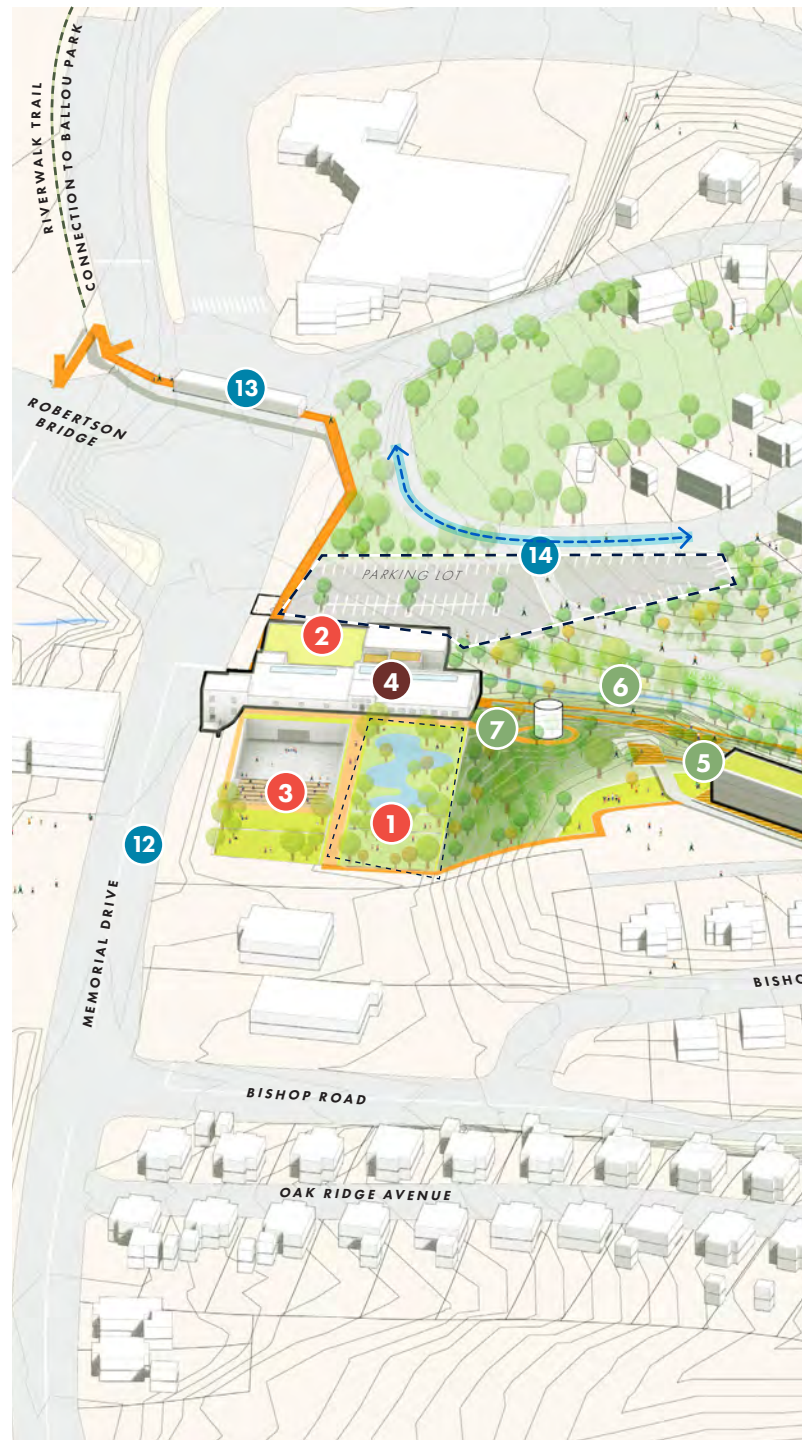 RIVERWALK TRAIL
CONNECTION TO BALLOU PARK
13
ROBERTSON
BRIDGE
14
PARKING LOT
2
4
6
7
5
3
1
12
MEMORIAL DRIVE
BISHO
BISHOP ROAD
OAK RIDGE AVENUE